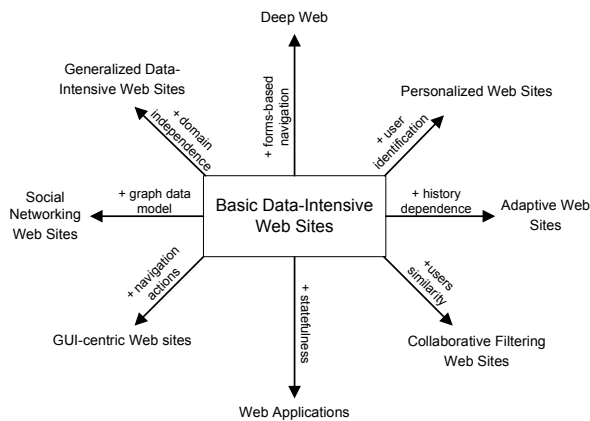 Deep Web
Generalized Data-
Intensive Web Sites
Personalized Web Sites
+ domain
independence
+ forms-based
navigation
+ user
identification
Social
Networking
Web Sites
+ graph data
model
Basic Data-Intensive
Web Sites
+ history
dependence
Adaptive Web
Sites
+ navigation
actions
+ statefulness
+users
similarity
GUI-centric Web sites
Collaborative Filtering
Web Sites
Web Applications